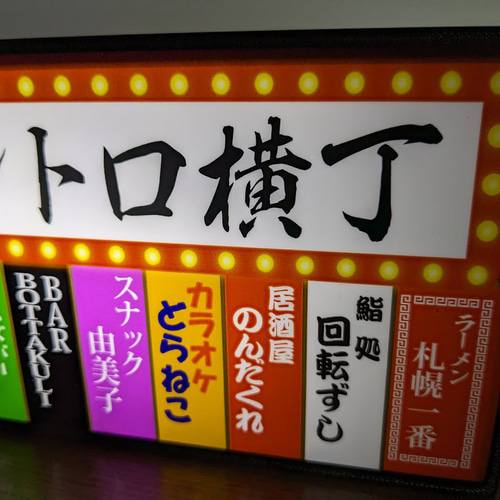 トロ横丁
BAR
BOTTAKULY
スナック
由美子
カラオケ
とらねこ
居酒屋
のんだくれ
鮨処
回転ずし
ラーメン
札幌一番